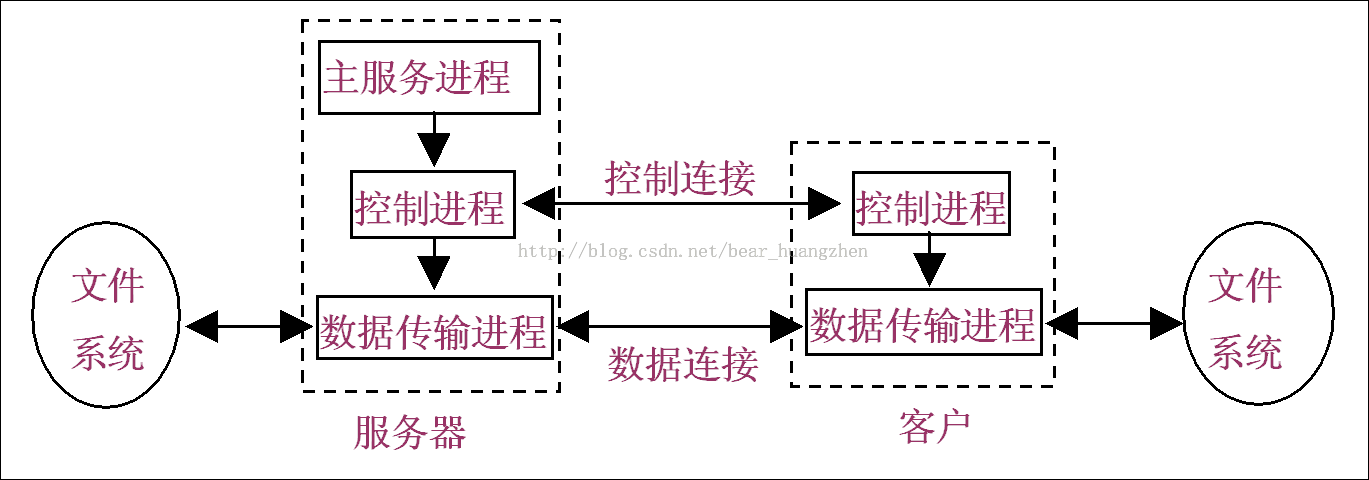 主服务进程
控制进程
控制连接
控制进程
http://blog.csdn.net/bear_huangzhen
文件
系统
数据传输进程
数据连接
数据传输进程
文件
系统
服务器
客户